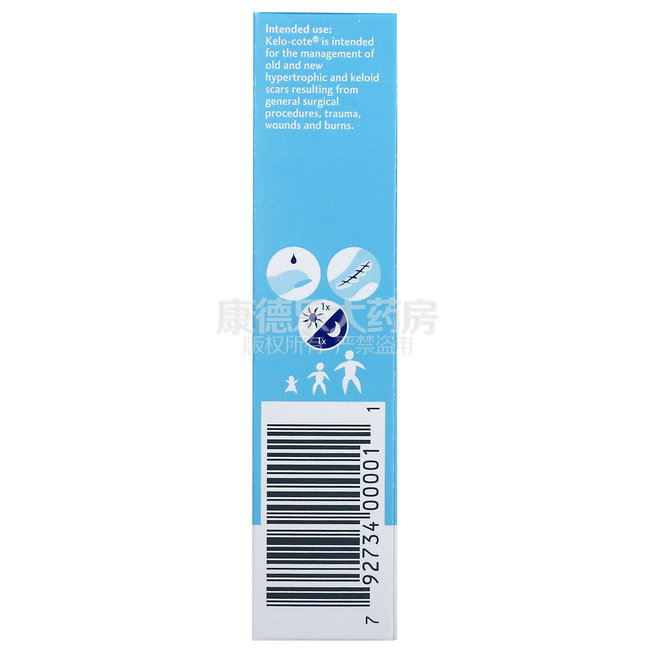 Intended use:
Kelo-cote® is intended
for the management of
old and new
hypertrophic and keloid
scars resulting from
general surgical
procedures, trauma,
wounds and burns.
1x
1x
康德乐大药房
版权所有 严禁盗用
7 92734 00001 1